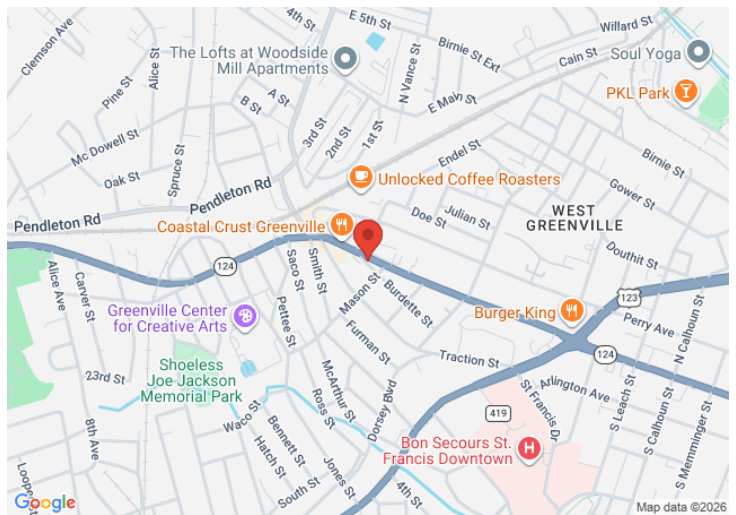 Clemson Ave
4th St
E 5th St
Birnie St Ext
Willard St
Cain St
Soul Yoga
The Lofts at Woodside
Mill Apartments
Alice St
N Vance St
PKL Park
Pine St
A St
B St
E Main St
3rd St
2nd St
1st St
Mc Dowell St
Spruce St
Endel St
Birnie St
Oak St
Pendleton Rd
Unlocked Coffee Roasters
Gower St
Pendleton Rd
Coastal Crust Greenville
Doe St
Julian St
WEST
GREENVILLE
Douthit St
124
Alice Ave
Carver St
Saco St
Smith St
Mason St
Burdette St
123
Greenville Center
for Creative Arts
Pettee St
Burger King
Perry Ave
N Calhoun St
Furman St
Traction St
124
Shoeless
Joe Jackson
Memorial Park
23rd St
McArthur St
Ross St
Dorsey Blvd
St Francis Dr
Arlington Ave
S Leach St
S Calhoun St
S Memminger St
419
Waco St
8th Ave
Hatch St
Bennett St
Bon Secours St.
Francis Downtown
H
Jones St
South St
4th St
Google
Map data ©2026